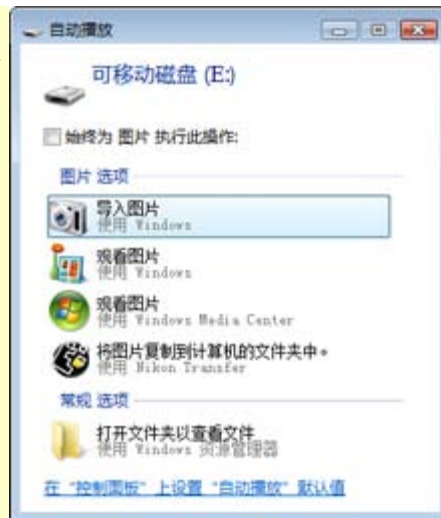 自动播放
可移动磁盘 (E:)
始终为 图片 执行此操作:
图片 选项
导入图片
使用 Windows
观看图片
使用 Windows
观看图片
使用 Windows Media Center
将图片复制到计算机的文件夹中。
使用 Nikon Transfer
常规 选项
打开文件夹以查看文件
使用 Windows 资源管理器
在 "控制面板" 上设置 "自动播放" 默认值